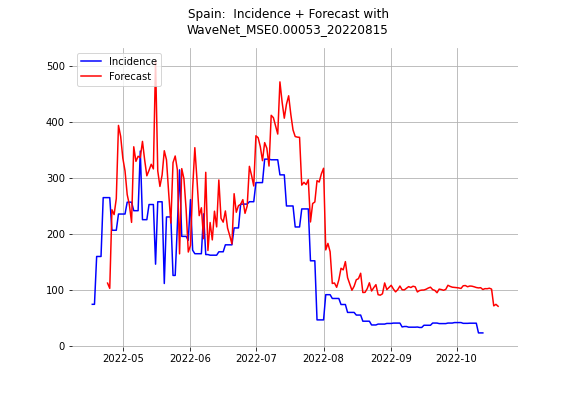 Spain:  Incidence + Forecast with
WaveNet_MSE0.00053_20220815
Incidence
Forecast
500
400
300
200
100
0
2022-05 2022-06 2022-07 2022-08 2022-09 2022-10